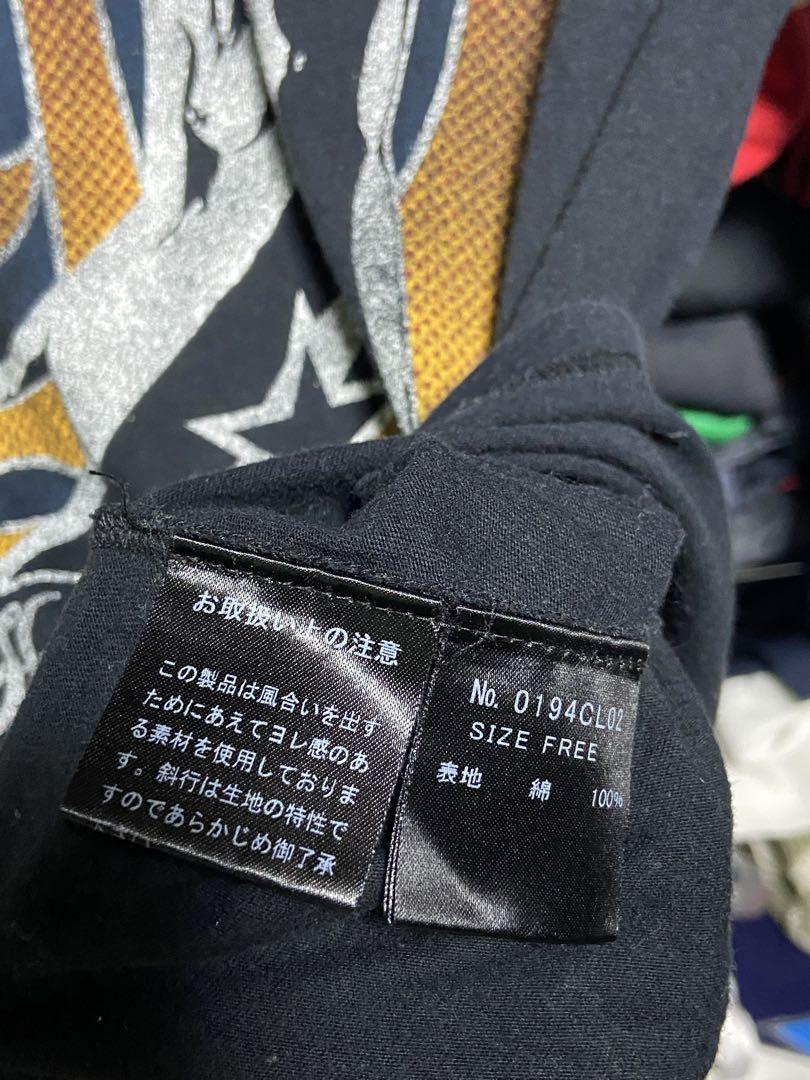 お取扱い上の注意
この製品は風合いを出す
ためにあえてヨレ感のあ
る素材を使用しておりま
す。斜行は生地の特性で
すのであらかじめ御了承
No. 0194CL02
SIZE FREE
表地 綿 100%